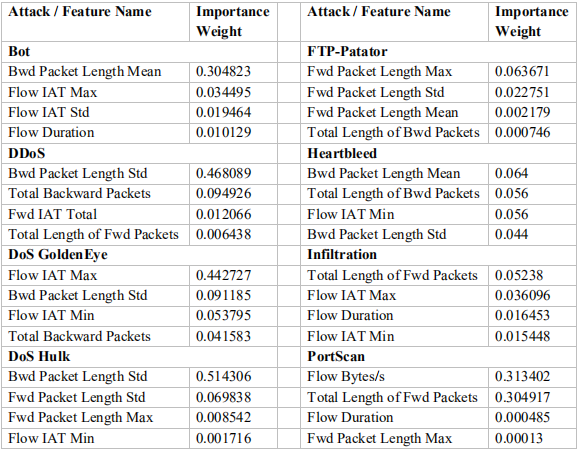 Attack / Feature Name Importance Weight
Bot
Bwd Packet Length Mean 0.304823
Flow IAT Max 0.034495
Flow IAT Std 0.019464
Flow Duration 0.010129
DDoS
Bwd Packet Length Std 0.468089
Total Backward Packets 0.094926
Fwd IAT Total 0.012066
Total Length of Fwd Packets 0.006438
DoS GoldenEye
Flow IAT Max 0.442727
Bwd Packet Length Std 0.091185
Flow IAT Min 0.053795
Total Backward Packets 0.041583
DoS Hulk
Bwd Packet Length Std 0.514306
Fwd Packet Length Std 0.069838
Fwd Packet Length Max 0.008542
Flow IAT Min 0.001716
Attack / Feature Name Importance Weight
FTP-Patator
Fwd Packet Length Max 0.063671
Fwd Packet Length Std 0.022751
Fwd Packet Length Mean 0.002179
Total Length of Bwd Packets 0.000746
Heartbleed
Bwd Packet Length Mean 0.064
Total Length of Bwd Packets 0.056
Flow IAT Min 0.056
Bwd Packet Length Std 0.044
Infiltration
Total Length of Fwd Packets 0.05238
Flow IAT Max 0.036096
Flow Duration 0.016453
Flow IAT Min 0.015448
PortScan
Flow Bytes/s 0.313402
Total Length of Fwd Packets 0.304917
Flow Duration 0.000485
Fwd Packet Length Max 0.00013